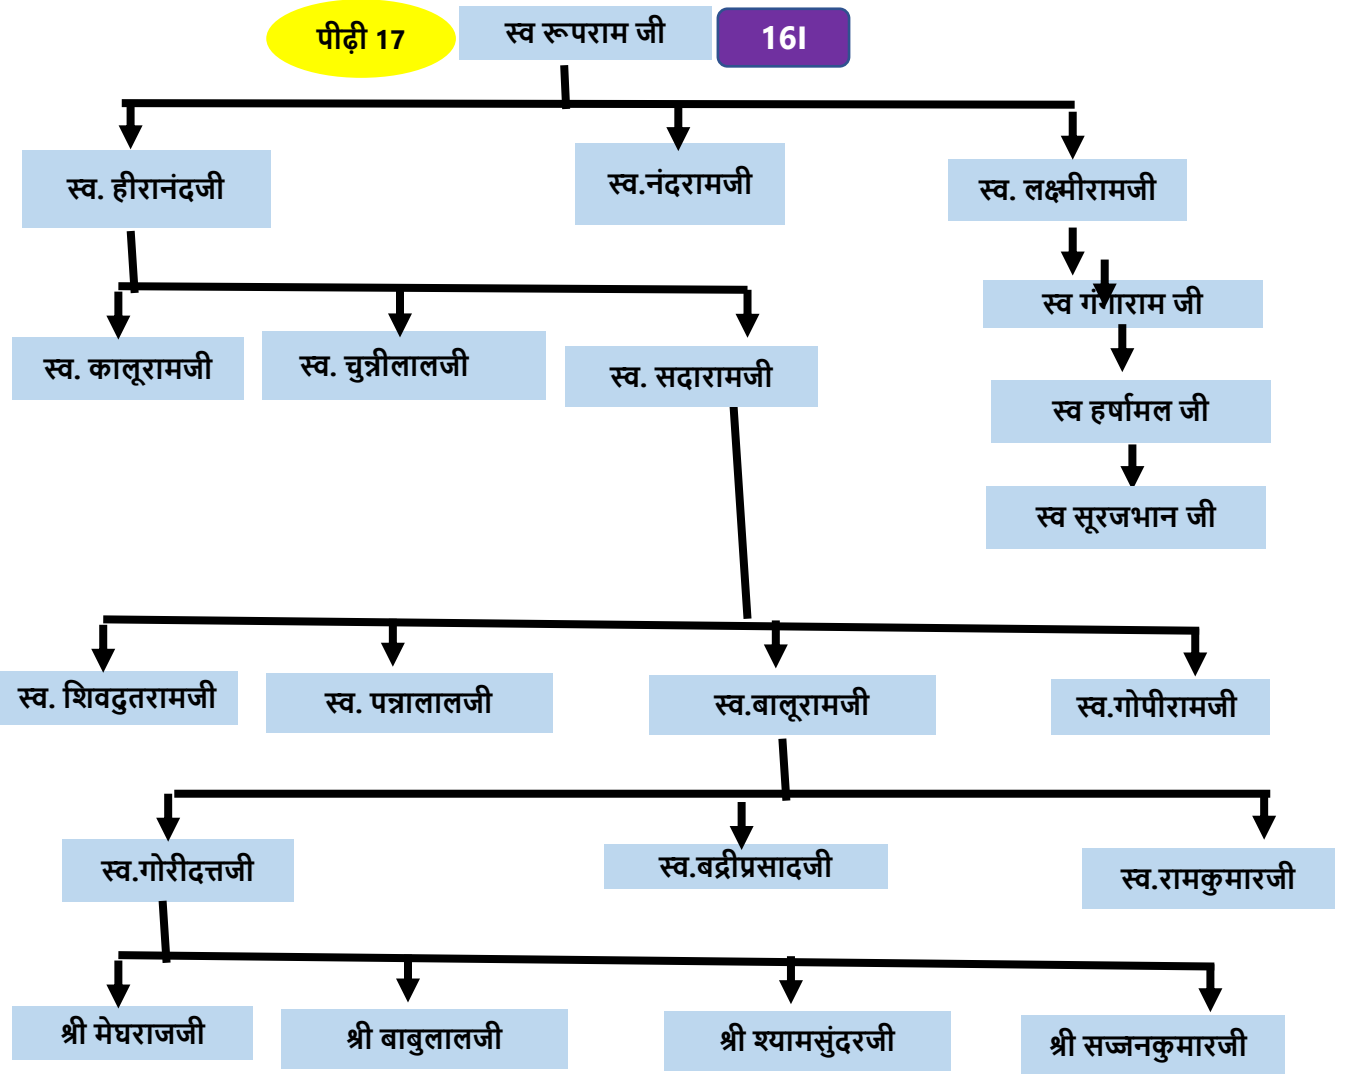 पीढ़ी 17
स्व रूपराम जी
16I
स्व. हीरानंदजी
स्व.नंदरामजी
स्व. लक्ष्मीरामजी
स्व गंगाराम जी
स्व. कालूरामजी
स्व. चुन्नीलालजी
स्व. सदारामजी
स्व हर्षामल जी
स्व सूरजभान जी
स्व. शिवदुतरामजी
स्व. पन्नालालजी
स्व.बालूरामजी
स्व.गोपीरामजी
स्व.गोरीदत्तजी
स्व.बद्रीप्रसादजी
स्व.रामकुमारजी
श्री मेघराजजी
श्री बाबुलालजी
श्री श्यामसुंदरजी
श्री सज्जनकुमारजी